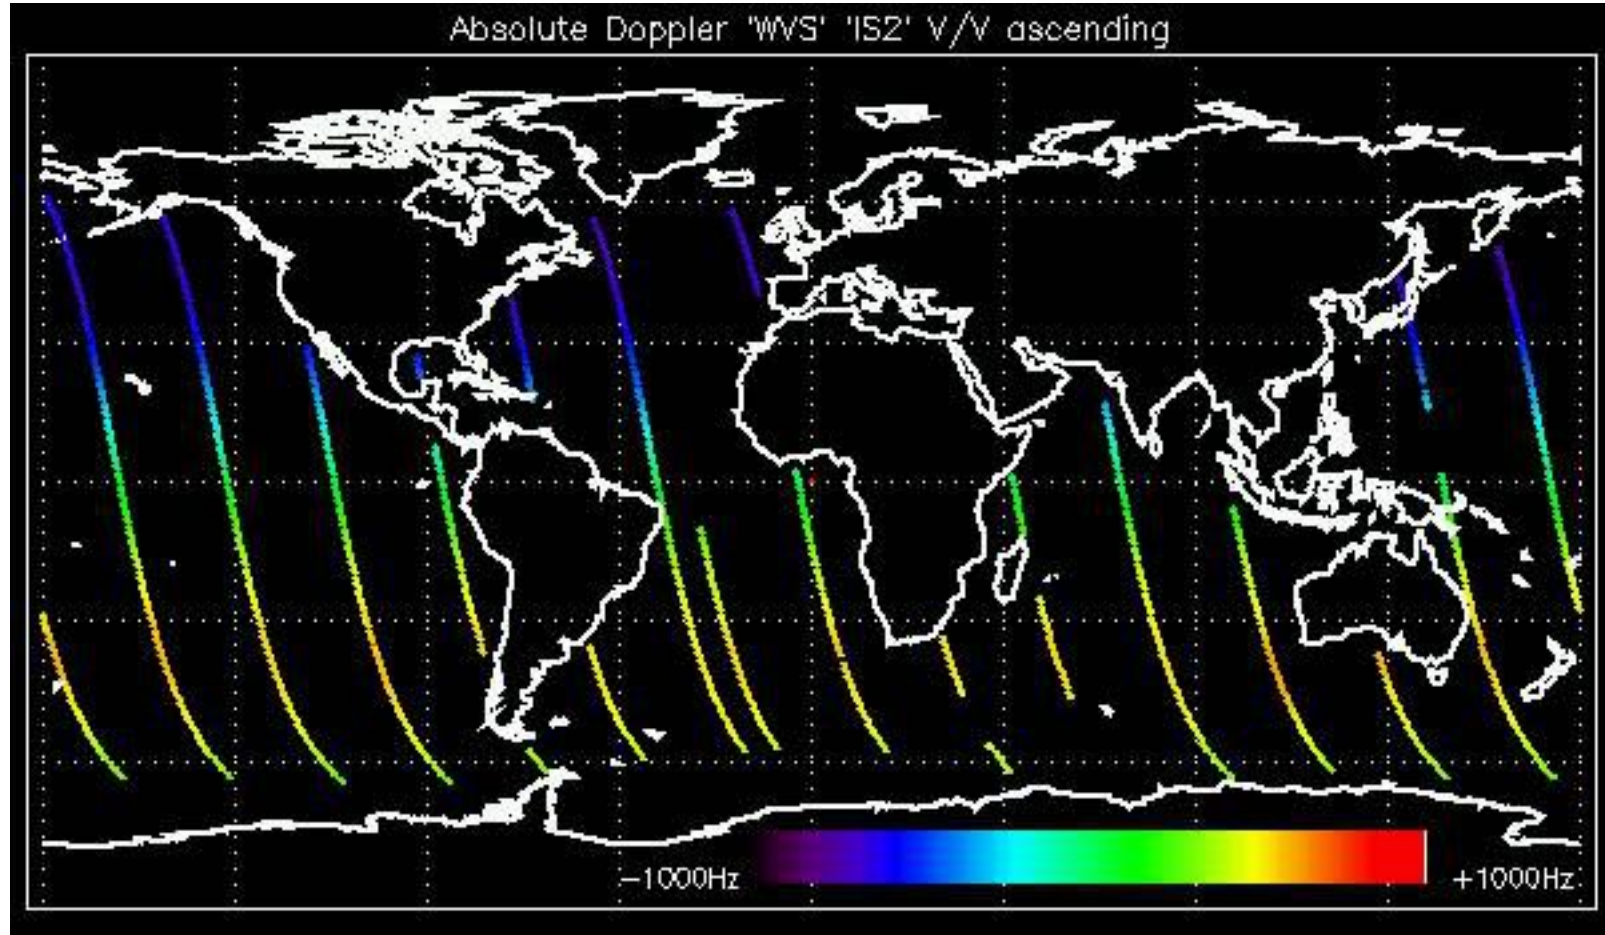 Absolute Doppler 'WVS' 'IS2' V/V ascending
−1000Hz +1000Hz